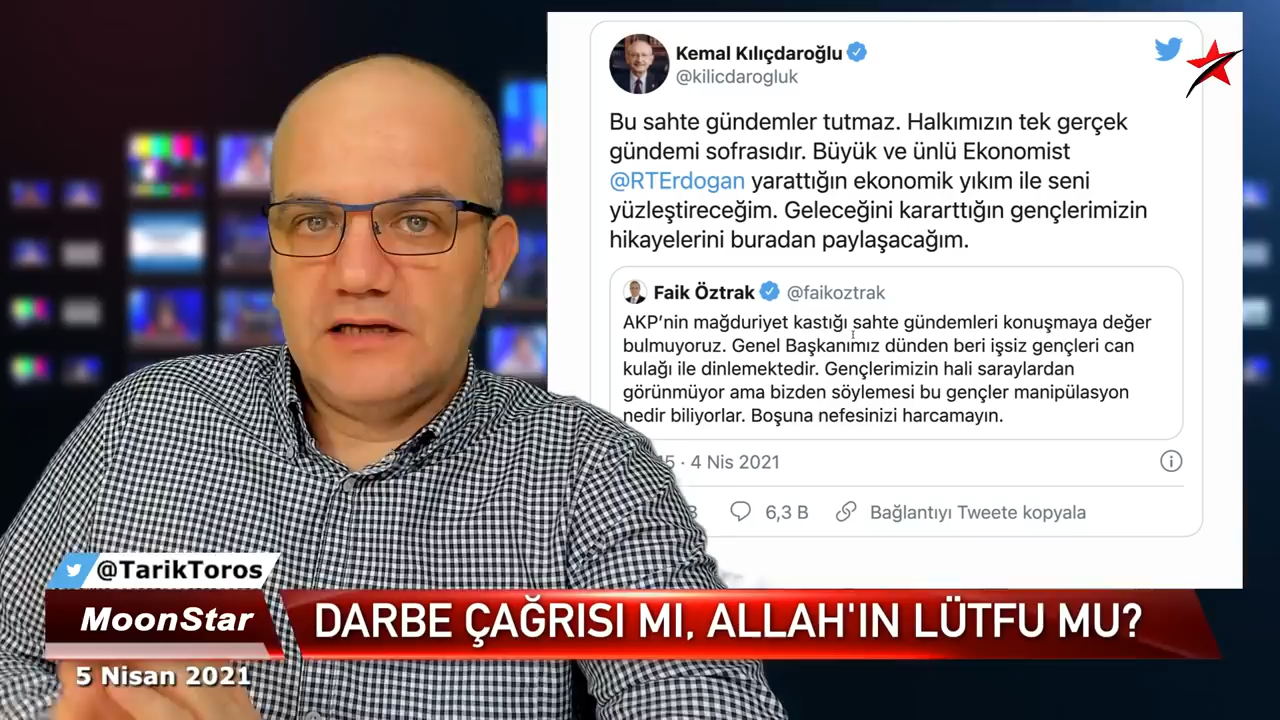 Kemal Kılıçdaroğlu
@kilicdarogluk
Bu sahte gündemler tutmaz. Halkımızın tek gerçek
gündemi sofrasıdır. Büyük ve ünlü Ekonomist
@RTErdogan yarattığın ekonomik yıkım ile seni
yüzleştireceğim. Geleceğini kararttığın gençlerimizin
hikayelerini buradan paylaşacağım.
Faik Öztrak @faikoztrak
AKP’nin mağduriyet kastığı sahte gündemleri konuşmaya değer
bulmuyoruz. Genel Başkanımız dünden beri işsiz gençleri can
kulağı ile dinlemektedir. Gençlerimizin hali saraylardan
görünmüyor ama bizden söylemesi bu gençler manipülasyon
nedir biliyorlar. Boşuna nefesinizi harcamayın.
· 4 Nis 2021
6,3 B Bağlantıyı Tweete kopyala
@TarikToros
MoonStar
DARBE ÇAĞRISI MI, ALLAH'IN LÜTFU MU?
5 Nisan 2021